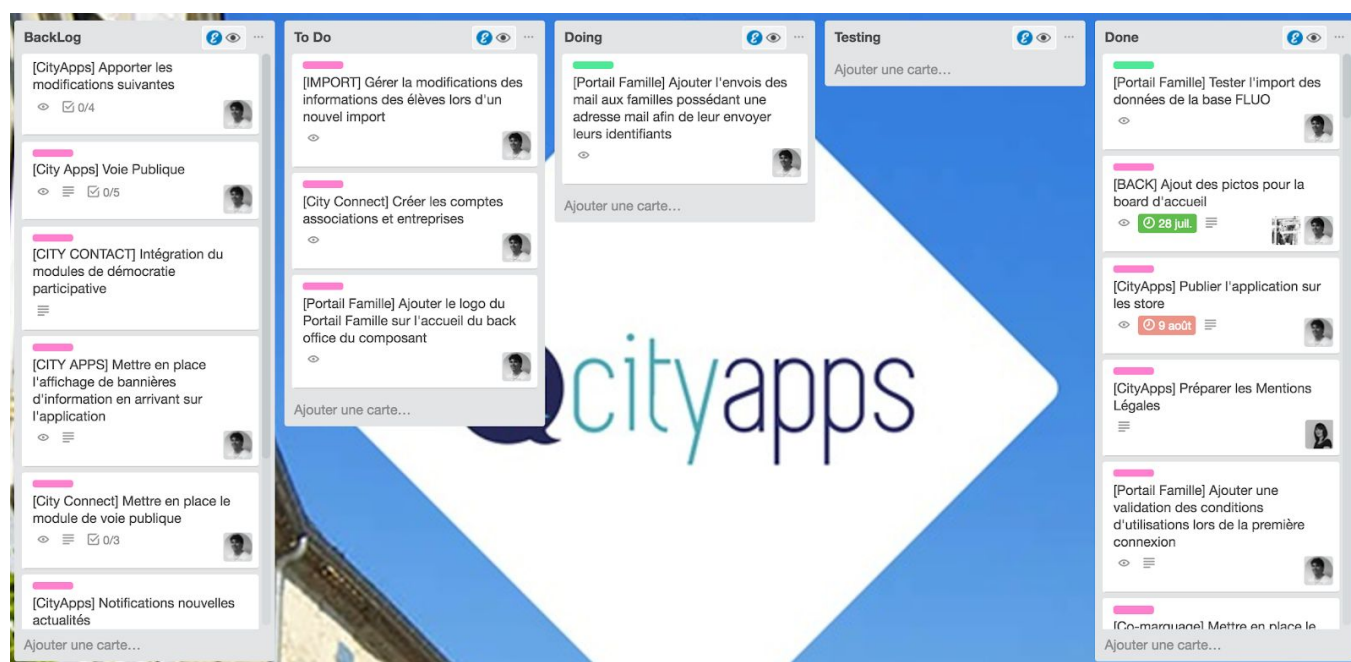 BackLog
[CityApps] Apporter les
modifications suivantes
0/4
[City Apps] Voie Publique
0/5
[CITY CONTACT] Intégration du
modules de démocratie
participative
[CITY APPS] Mettre en place
l'affichage de bannières
d'information en arrivant sur
l'application
[City Connect] Mettre en place le
module de voie publique
0/3
[CityApps] Notifications nouvelles
actualités
Ajouter une carte…
To Do
[IMPORT] Gérer la modifications des
informations des élèves lors d'un
nouvel import
[City Connect] Créer les comptes
associations et entreprises
[Portail Famille] Ajouter le logo du
Portail Famille sur l'accueil du back
office du composant
Ajouter une carte…
Doing
[Portail Famille] Ajouter l'envois des
mail aux familles possédant une
adresse mail afin de leur envoyer
leurs identifiants
Ajouter une carte…
Testing
Ajouter une carte…
Done
[Portail Famille] Tester l'import des
données de la base FLUO
[BACK] Ajout des pictos pour la
board d'accueil
28 juil.
[CityApps] Publier l'application sur
les store
9 août
[CityApps] Préparer les Mentions
Légales
[Portail Famille] Ajouter une
validation des conditions
d'utilisations lors de la première
connexion
[Co-marquage] Mettre en place le
Ajouter une carte…
cityapps